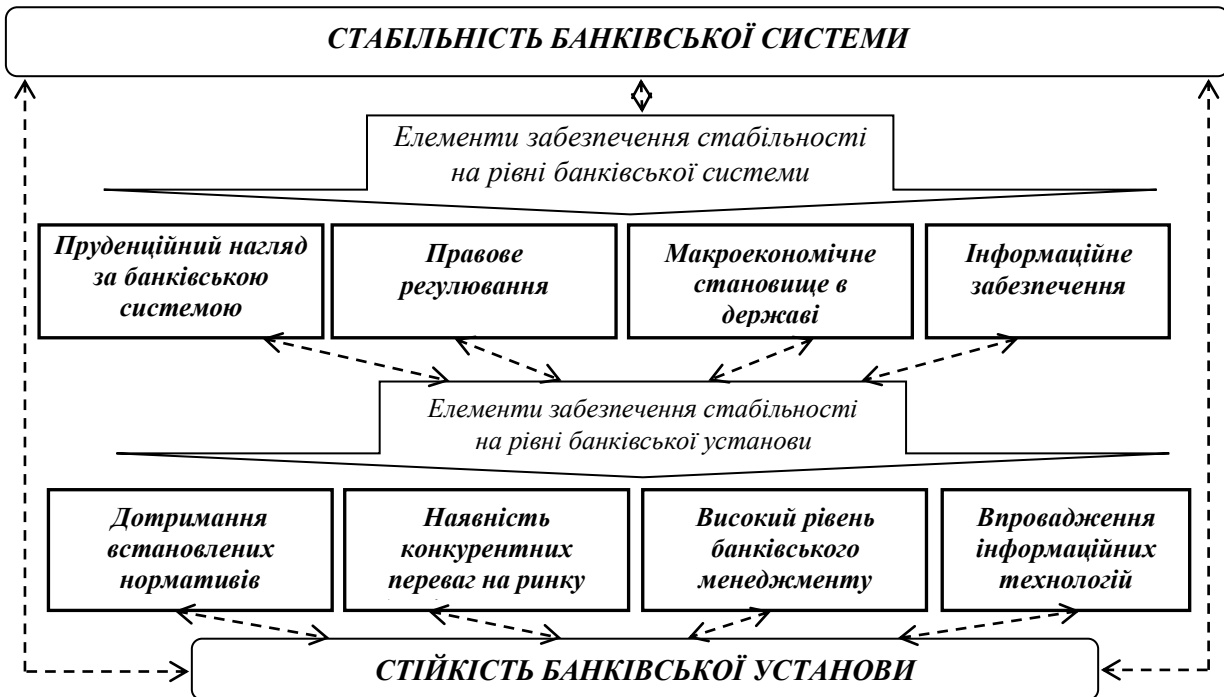 СТАБІЛЬНІСТЬ БАНКІВСЬКОЇ СИСТЕМИ
Елементи забезпечення стабільності
на рівні банківської системи
Пруденційний нагляд
за банківською
системою
Правове
регулювання
Макроекономічне
становище в
державі
Інформаційне
забезпечення
Елементи забезпечення стабільності
на рівні банківської установи
Дотримання
встановлених
нормативів
Наявність
конкурентних
переваг на ринку
Високий рівень
банківського
менеджменту
Впровадження
інформаційних
технологій
СТІЙКІСТЬ БАНКІВСЬКОЇ УСТАНОВИ